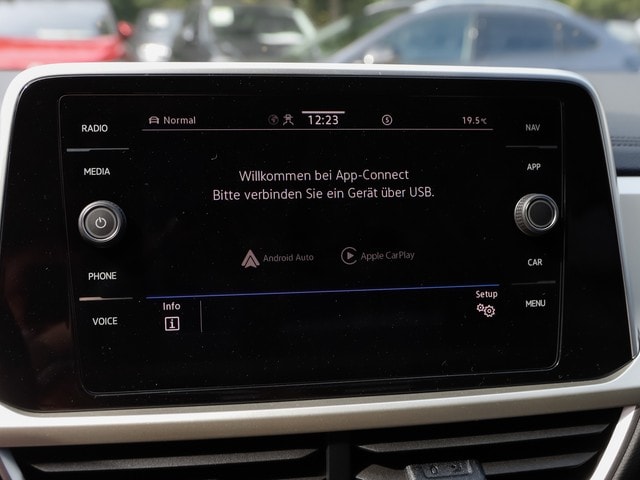 RADIO
MEDIA
PHONE
VOICE
Normal
12:23
19.5°C
Willkommen bei App-Connect
Bitte verbinden Sie ein Gerät über USB.
Android Auto
Apple CarPlay
Info
Setup
NAV
APP
CAR
MENU